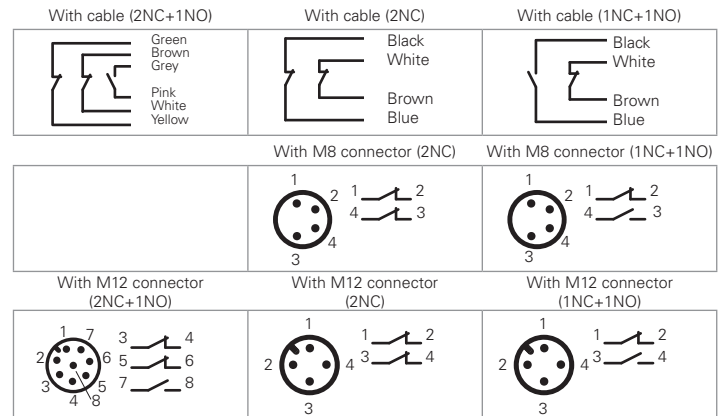 With cable (2NC+1NO)
With cable (2NC)
With cable (1NC+1NO)
Green
Brown
Grey
Pink
White
Yellow
Black
White
Brown
Blue
Black
White
Brown
Blue
With M8 connector (2NC)
With M8 connector (1NC+1NO)
1
2
4
3
1 2
4 3
1
2
4
3
1 2
4 3
With M12 connector
(2NC+1NO)
With M12 connector
(2NC)
With M12 connector
(1NC+1NO)
1 7
2 6
3 5
4 8
3 4
5 6
7 8
1
2 4
3
1 2
3 4
1
2 4
3
1 2
3 4